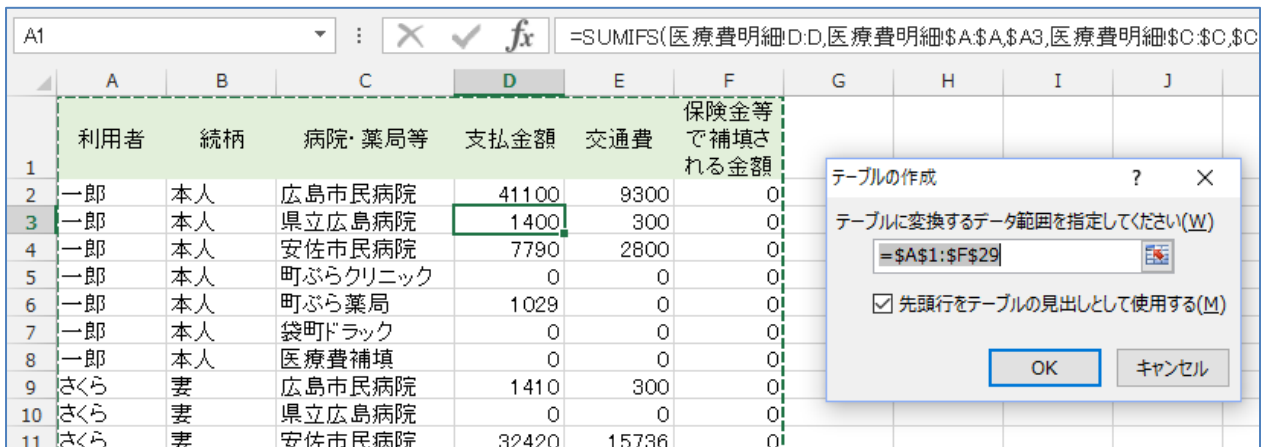 A1 =SUMIFS(医療費明細!D:D,医療費明細!$A:$A,$A3,医療費明細!$C:$C,$C
A B C D E F G H I J
1 利用者 続柄 病院・薬局等 支払金額 交通費 保険金等
で補填さ
れる金額
2 一郎 本人 広島市民病院 41100 9300 0
3 一郎 本人 県立広島病院 1400 300 0
4 一郎 本人 安佐市民病院 7790 2800 0
5 一郎 本人 町ぶらクリニック 0 0 0
6 一郎 本人 町ぶら薬局 1029 0 0
7 一郎 本人 袋町ドラック 0 0 0
8 一郎 本人 医療費補填 0 0 0
9 さくら 妻 広島市民病院 1410 300 0
10 さくら 妻 県立広島病院 0 0 0
11 さくら 妻 安佐市民病院 32420 15736 0
テーブルの作成 ? ×
テーブルに変換するデータ範囲を指定してください(W)
=$A$1:$F$29
先頭行をテーブルの見出しとして使用する(M)
OK キャンセル